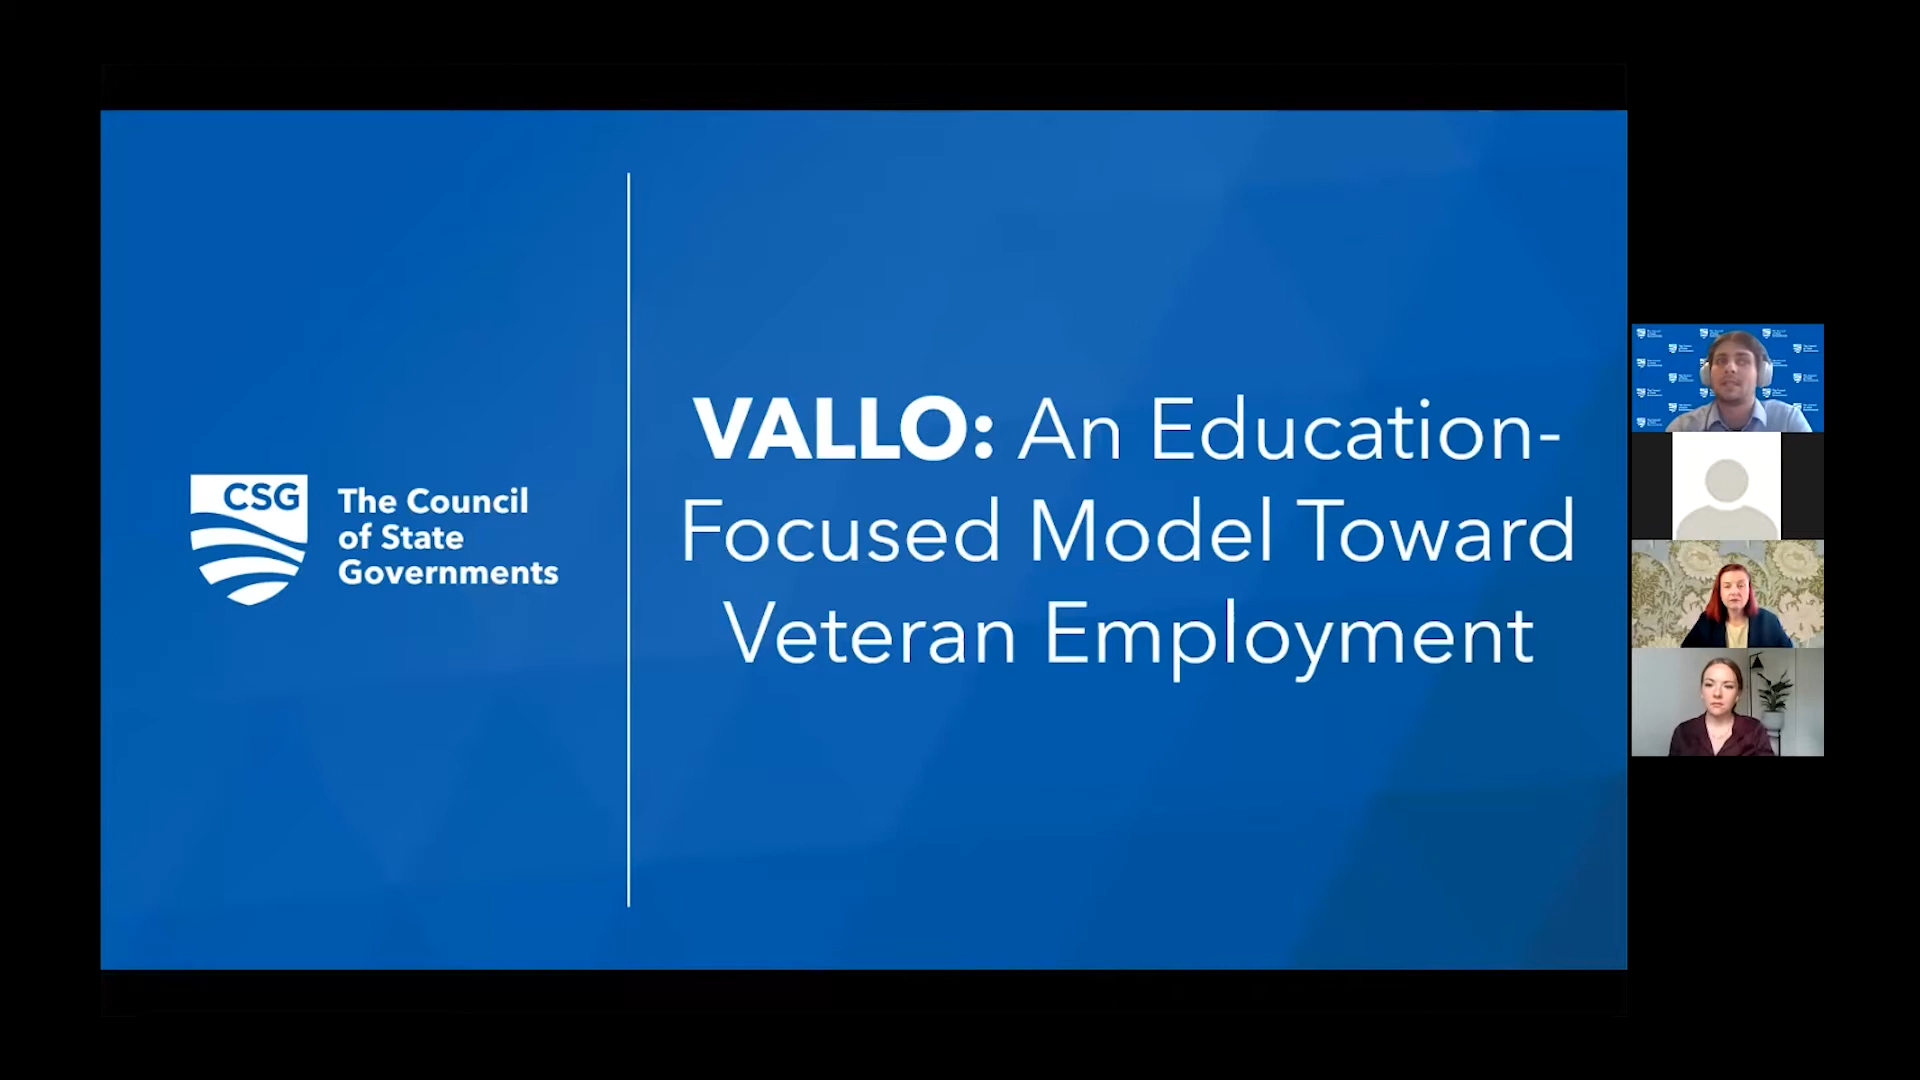 CSG
The Council
of State
Governments
VALLO: An Education-
Focused Model Toward
Veteran Employment